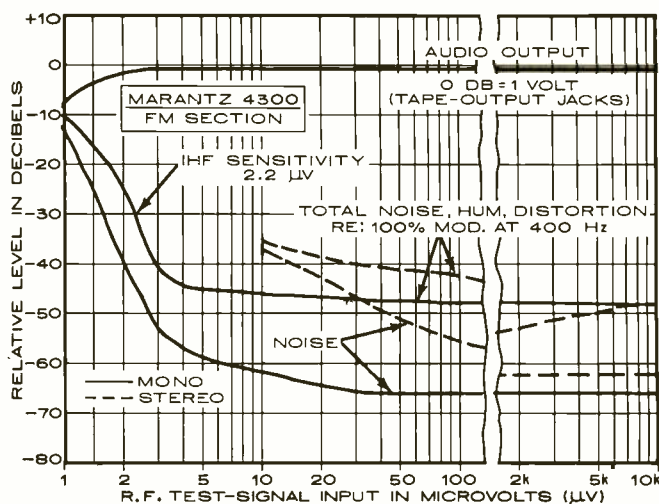 +10
0
-10
-20
-30
-40
-50
-60
-70
-80
RELATIVE LEVEL IN DECIBELS
AUDIO OUTPUT
0 DB = 1 VOLT
(TAPE-OUTPUT JACKS)
MARANTZ 4300
FM SECTION
IHF SENSITIVITY
2.2 μV
TOTAL NOISE, HUM, DISTORTION
RE: 100% MOD. AT 400 Hz
NOISE
MONO
STEREO
1 2 5 10 20 50 100 2k 5k 10k
R.F. TEST-SIGNAL INPUT IN MICROVOLTS (μV)